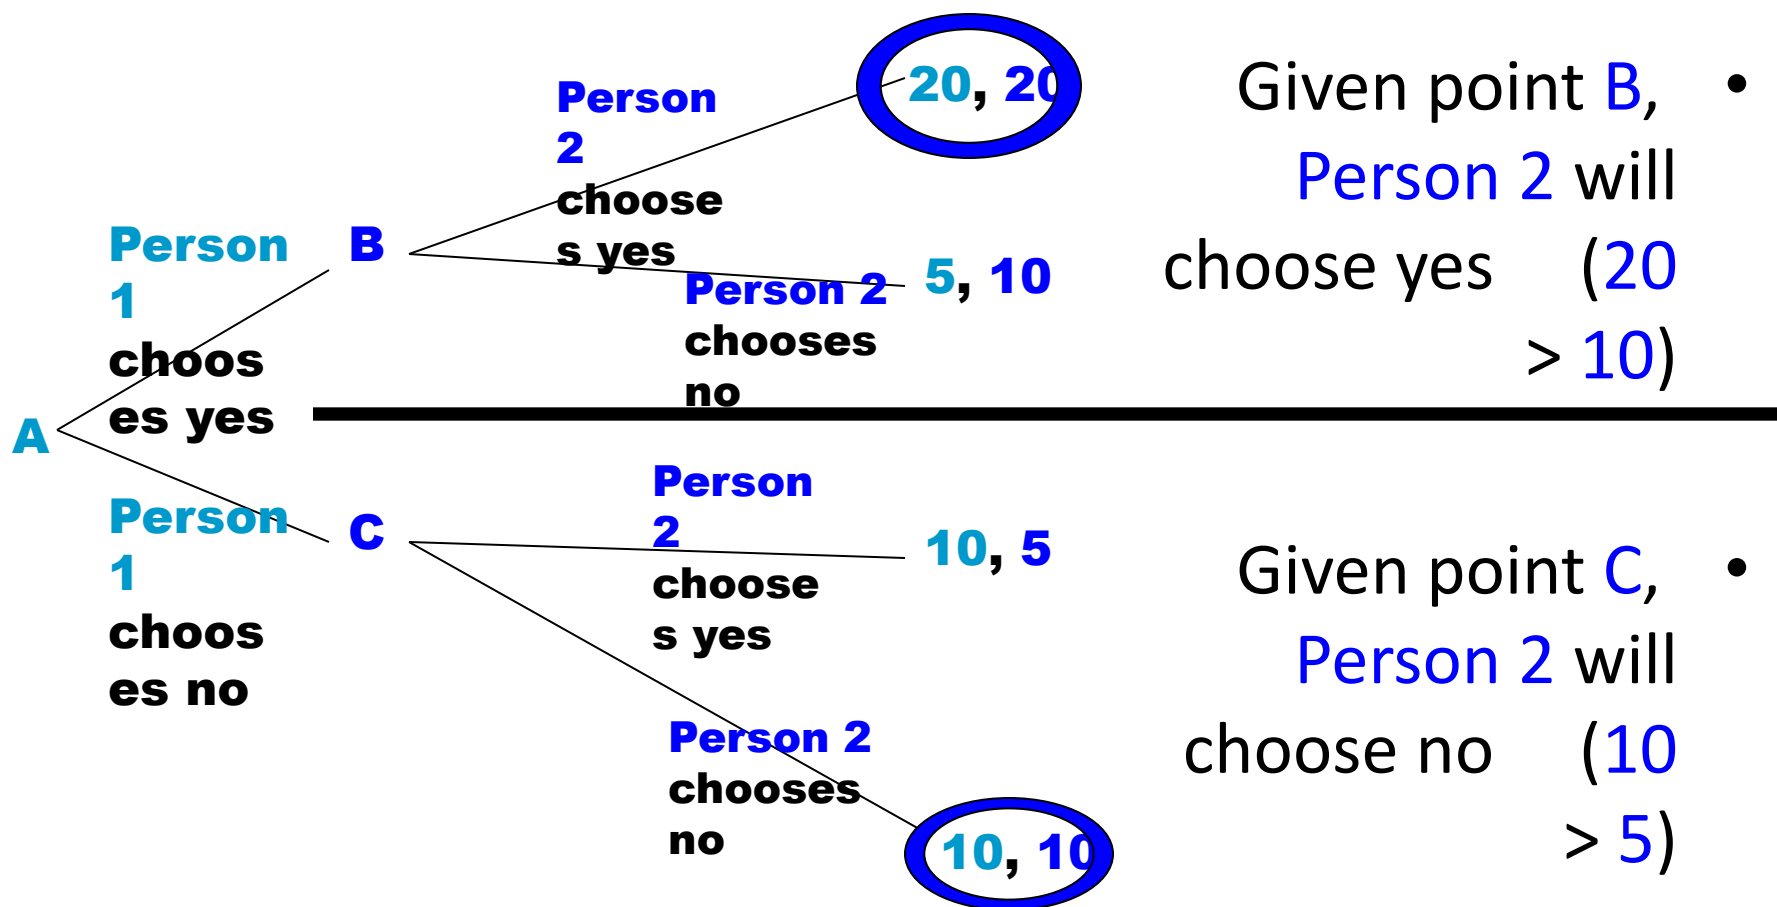 Person
1
choos
es yes
A
Person
1
choos
es no
B
C
Person
2
choose
s yes
Person 2
chooses
no
20, 20
5, 10
Person
2
choose
s yes
Person 2
chooses
no
10, 5
10, 10
Given point B, •
Person 2 will
choose yes (20
> 10)
Given point C, •
Person 2 will
choose no (10
> 5)